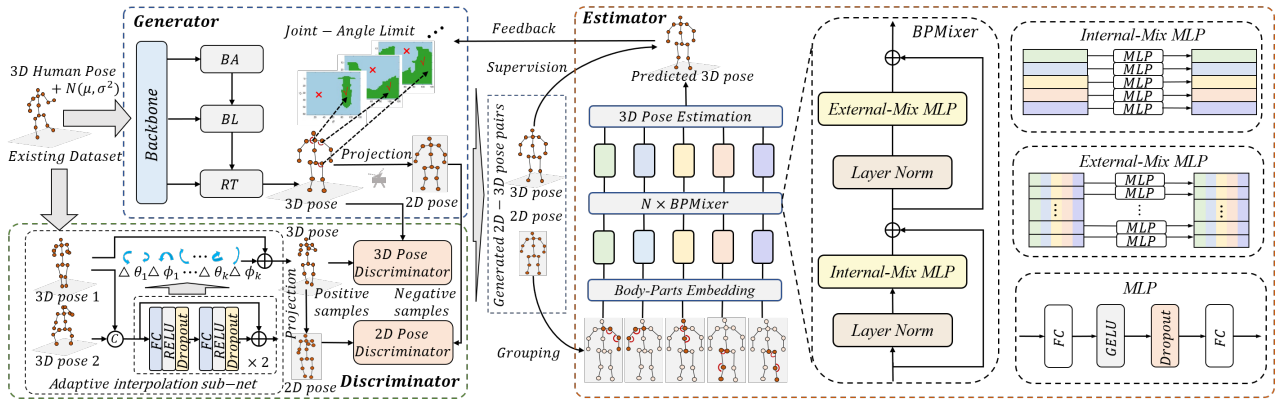 Generator
3D Human Pose
+ N(μ, σ²)
Existing Dataset
Backbone
BA
BL
RT
Joint − Angle Limit
...
3D pose
Projection
2D pose
3D pose 1
3D pose 2
C
△ θ₁△ ϕ₁ ⋯ △ θₖ△ ϕₖ
FC
RELU
Dropout
FC
RELU
Dropout
× 2
Adaptive interpolation sub−net
3D pose
Projection
2D pose
Positive
samples
Negative
samples
3D Pose
Discriminator
2D Pose
Discriminator
Discriminator
Feedback
Supervision
Generated 2D − 3D pose pairs
3D pose
2D pose
Grouping
Estimator
Predicted 3D pose
3D Pose Estimation
N × BPMixer
Body-Parts Embedding
BPMixer
External-Mix MLP
Layer Norm
Internal-Mix MLP
Layer Norm
Internal-Mix MLP
MLP
MLP
MLP
MLP
MLP
External-Mix MLP
MLP
MLP
⋮
⋮
⋮
MLP
MLP
MLP
FC
GELU
Dropout
FC